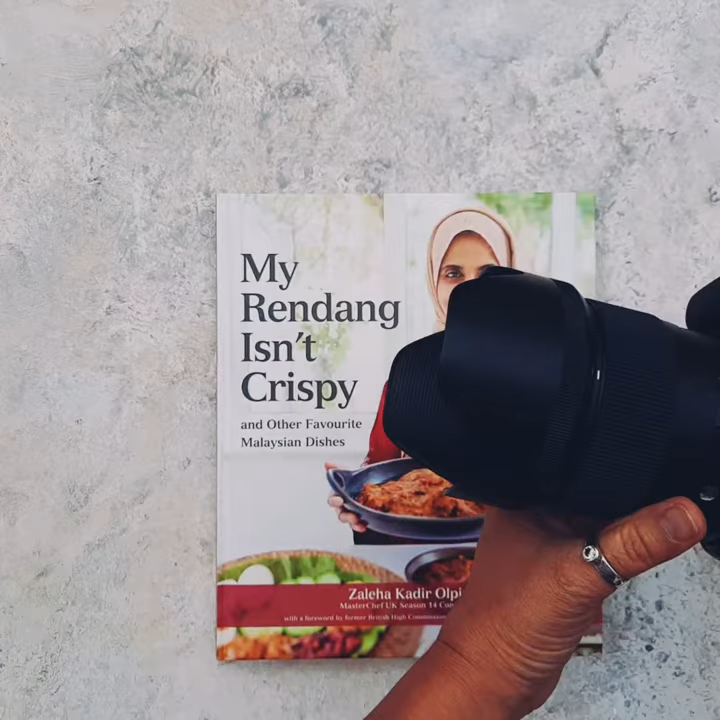 My
Rendang
Isn't
Crispy
and Other Favourite
Malaysian Dishes
Zaleha Kadir Olpi
MasterChef UK Season 14
with a foreword by former British High